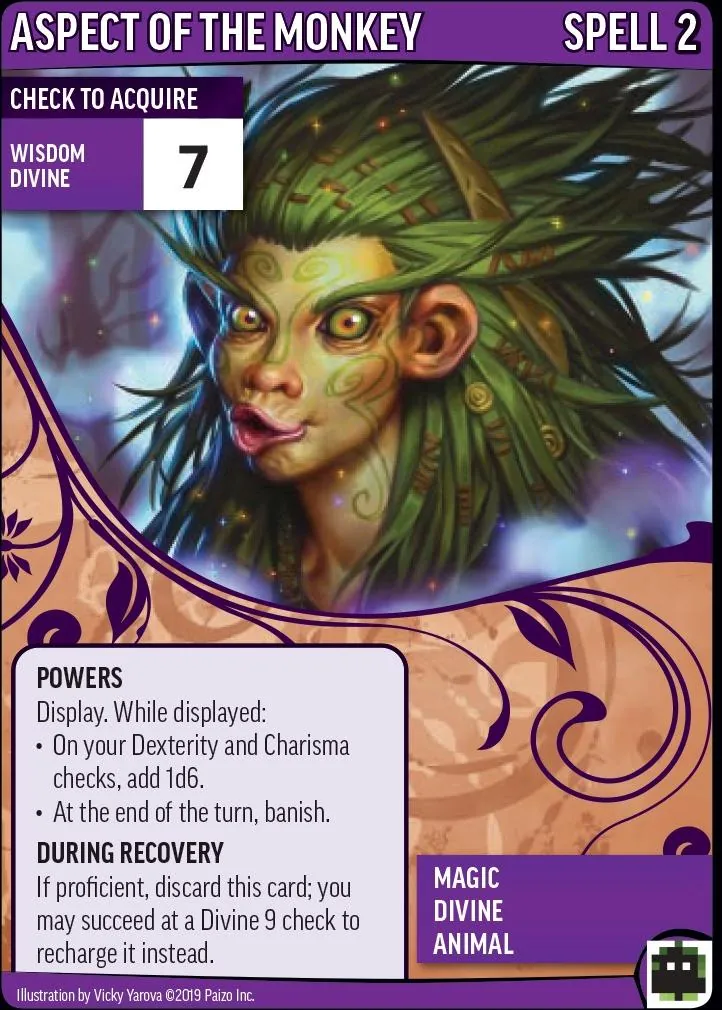 ASPECT OF THE MONKEY SPELL 2
CHECK TO ACQUIRE
WISDOM
DIVINE
7
POWERS
Display. While displayed:
• On your Dexterity and Charisma
checks, add 1d6.
• At the end of the turn, banish.
DURING RECOVERY
If proficient, discard this card; you
may succeed at a Divine 9 check to
recharge it instead.
MAGIC
DIVINE
ANIMAL
Illustration by Vicky Yarova ©2019 Paizo Inc.